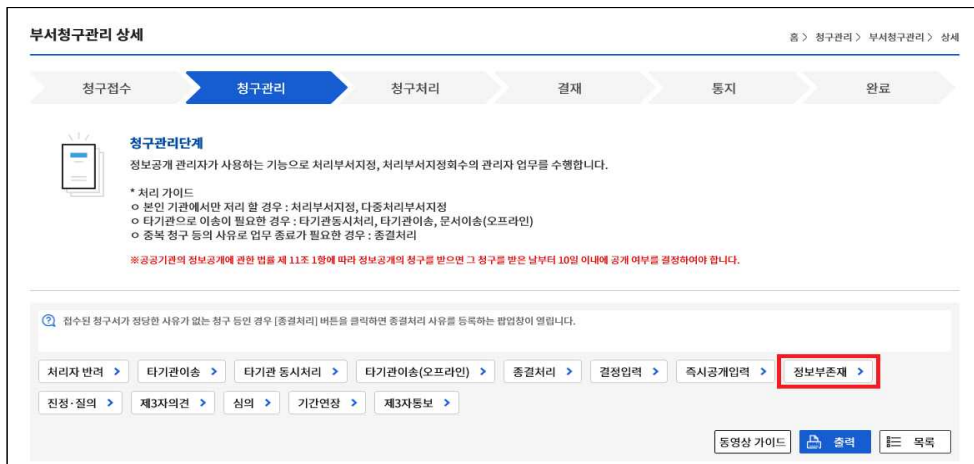 부서청구관리 상세
홈 〉 청구관리 〉 부서청구관리 〉 상세
청구접수 청구관리 청구처리 결재 통지 완료
청구관리단계
정보공개 관리자가 사용하는 기능으로 처리부서지정, 처리부서지정회수의 관리자 업무를 수행합니다.
* 처리 가이드
ㅇ 본인 기관에서만 처리 할 경우 : 처리부서지정, 다중처리부서지정
ㅇ 타기관으로 이송이 필요한 경우 : 타기관동시처리, 타기관이송, 문서이송(오프라인)
ㅇ 중복 청구 등의 사유로 업무 종료가 필요한 경우 : 종결처리
※공공기관의 정보공개에 관한 법률 제 11조 1항에 따라 정보공개의 청구를 받으면 그 청구를 받은 날부터 10일 이내에 공개 여부를 결정하여야 합니다.
접수된 청구서가 정당한 사유가 없는 청구 등인 경우 [종결처리] 버튼을 클릭하면 종결처리 사유를 등록하는 팝업창이 열립니다.
처리자 반려 > 타기관이송 > 타기관 동시처리 > 타기관이송(오프라인) > 종결처리 > 결정입력 > 즉시공개입력 > 정보부존재 >
진정·질의 > 제3자의견 > 심의 > 기간연장 > 제3자통보 >
동영상 가이드 출력 목록